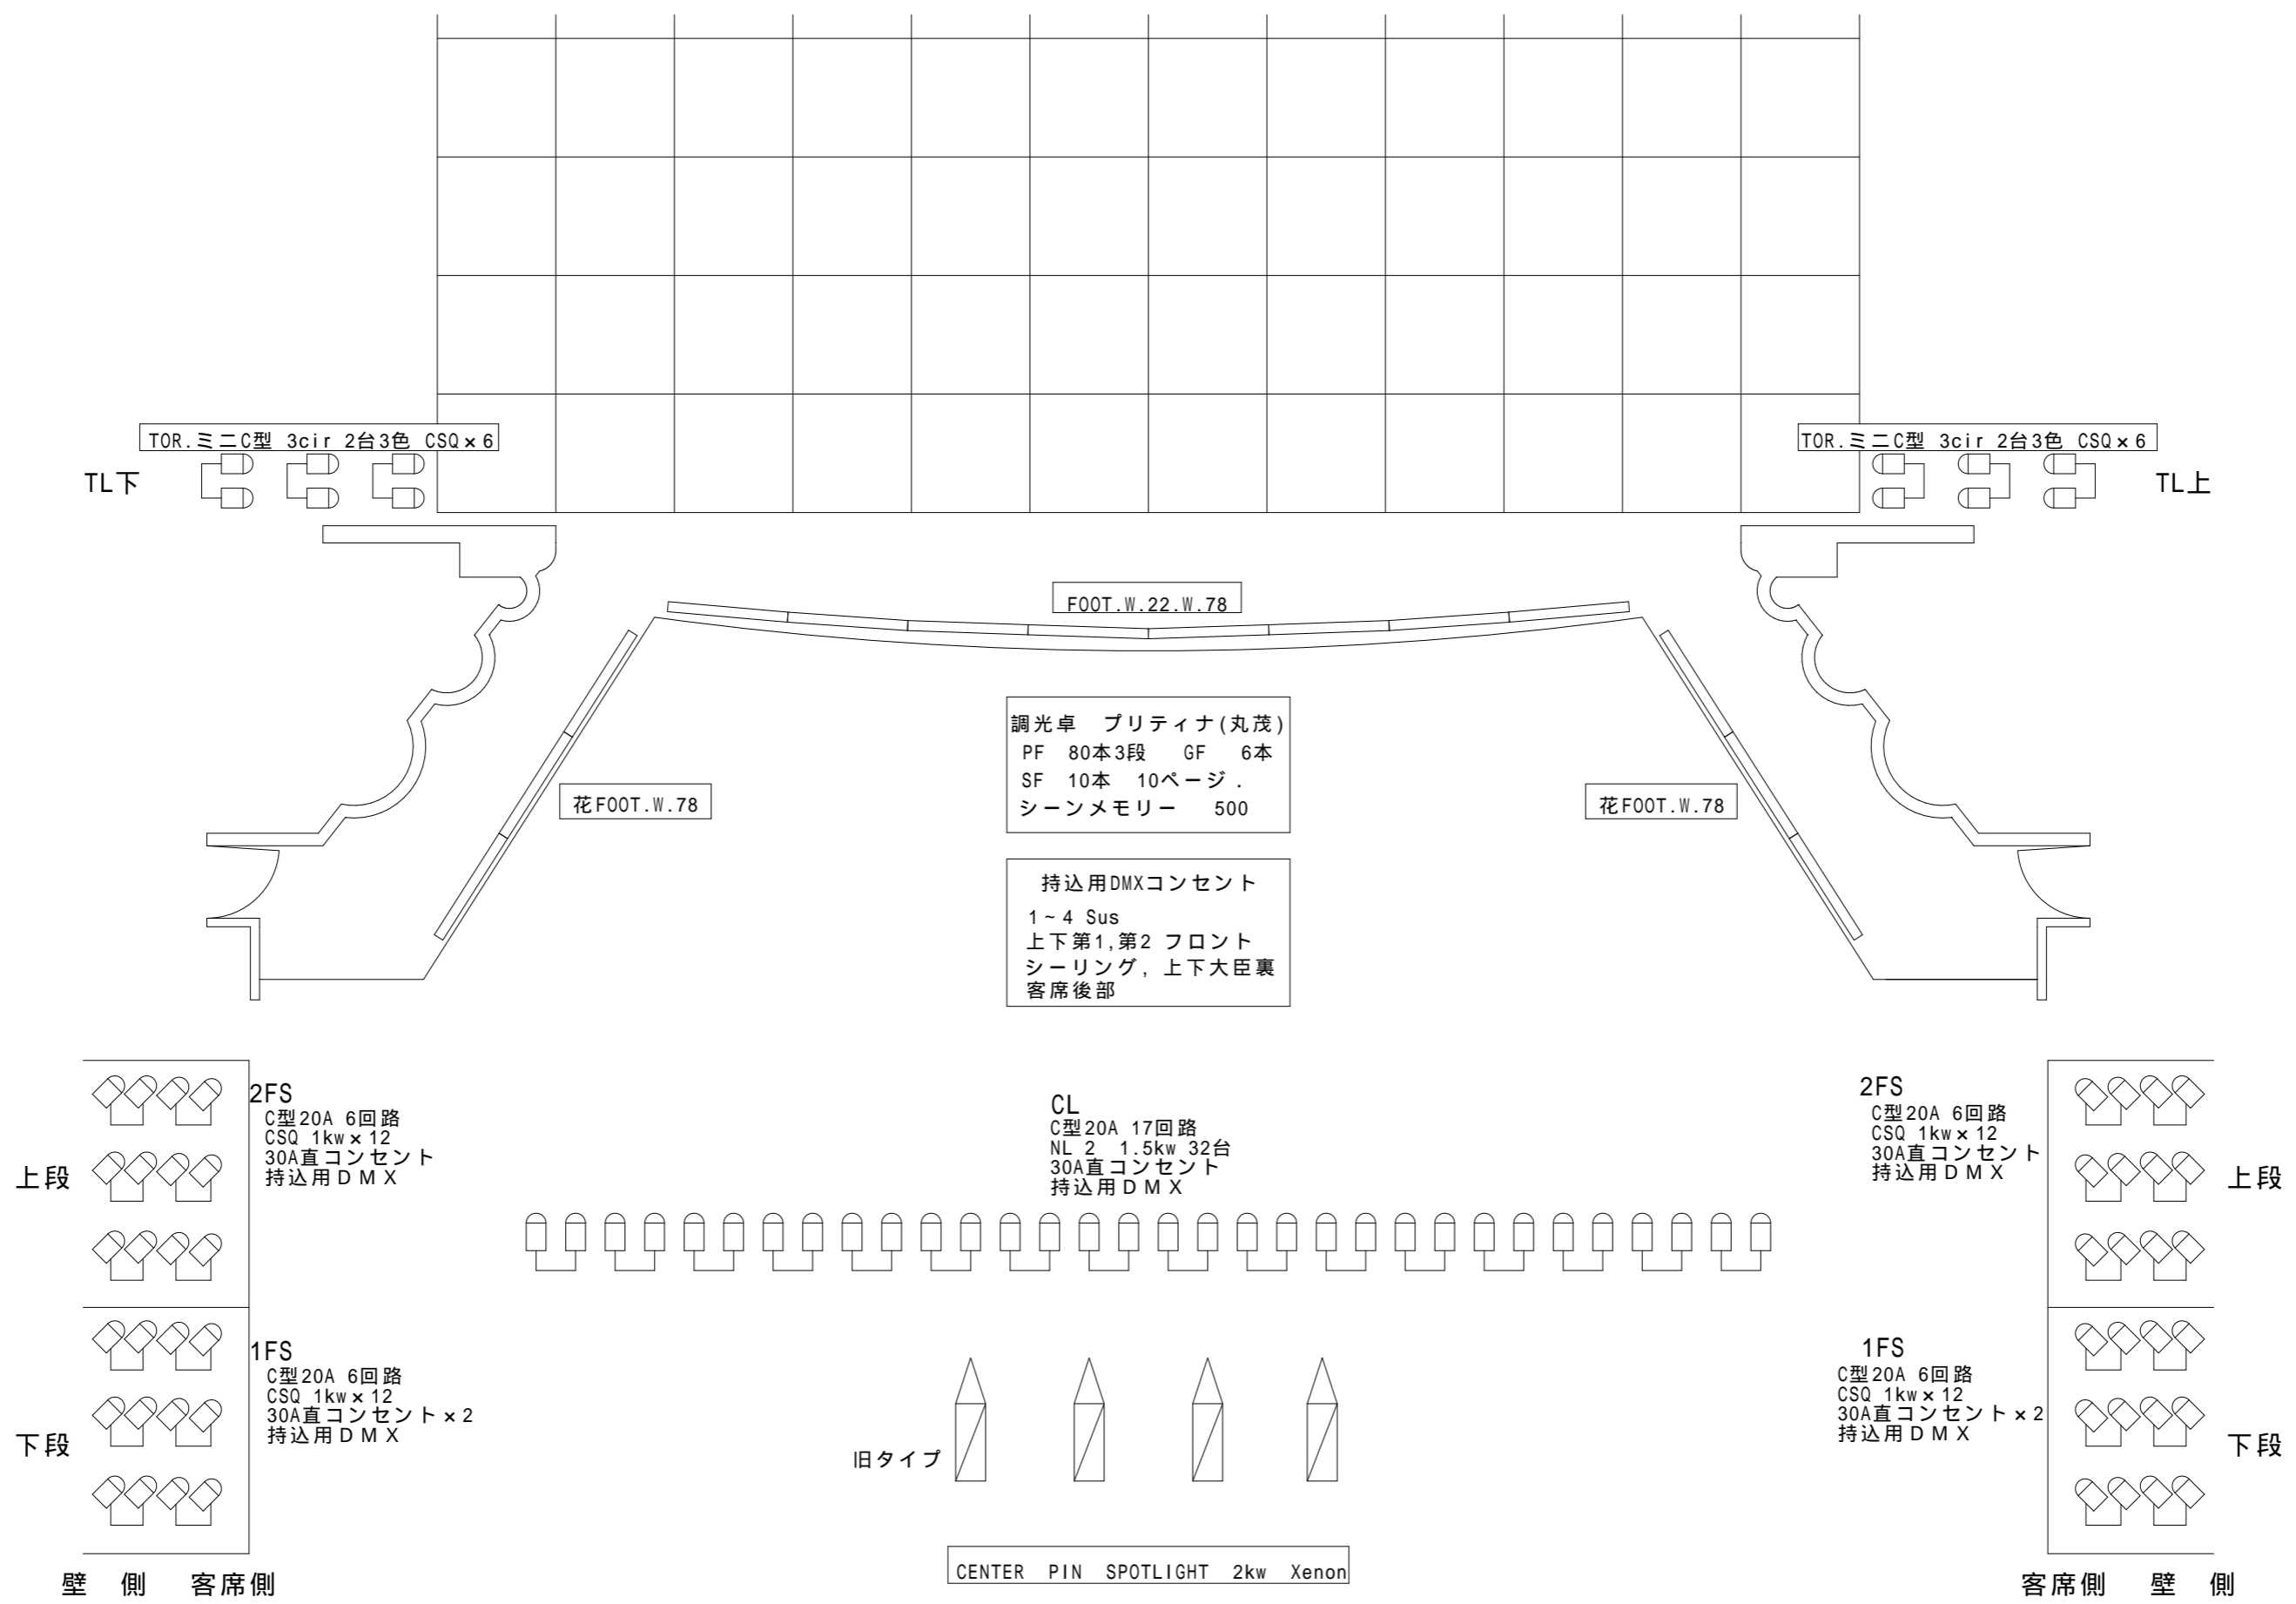 TOR.ミニC型 3cir 2台3色 CSQ×6
TOR.ミニC型 3cir 2台3色 CSQ×6
TL下
TL上
FOOT.W.22.W.78
調光卓 プリティナ(丸茂)
PF 80本3段 GF 6本
SF 10本 10ページ.
シーンメモリー 500
花FOOT.W.78
花FOOT.W.78
持込用DMXコンセント
1~4 Sus
上下第1,第2 フロント
シーリング, 上下大臣裏
客席後部
2FS
C型20A 6回路
CSQ 1kw×12
30A直コンセント
持込用DMX
上段
CL
C型20A 17回路
NL 2 1.5kw 32台
30A直コンセント
持込用DMX
2FS
C型20A 6回路
CSQ 1kw×12
30A直コンセント
持込用DMX
上段
1FS
C型20A 6回路
CSQ 1kw×12
30A直コンセント×2
持込用DMX
下段
旧タイプ
1FS
C型20A 6回路
CSQ 1kw×12
30A直コンセント×2
持込用DMX
下段
CENTER PIN SPOTLIGHT 2kw Xenon
壁 側 客席側
客席側 壁 側